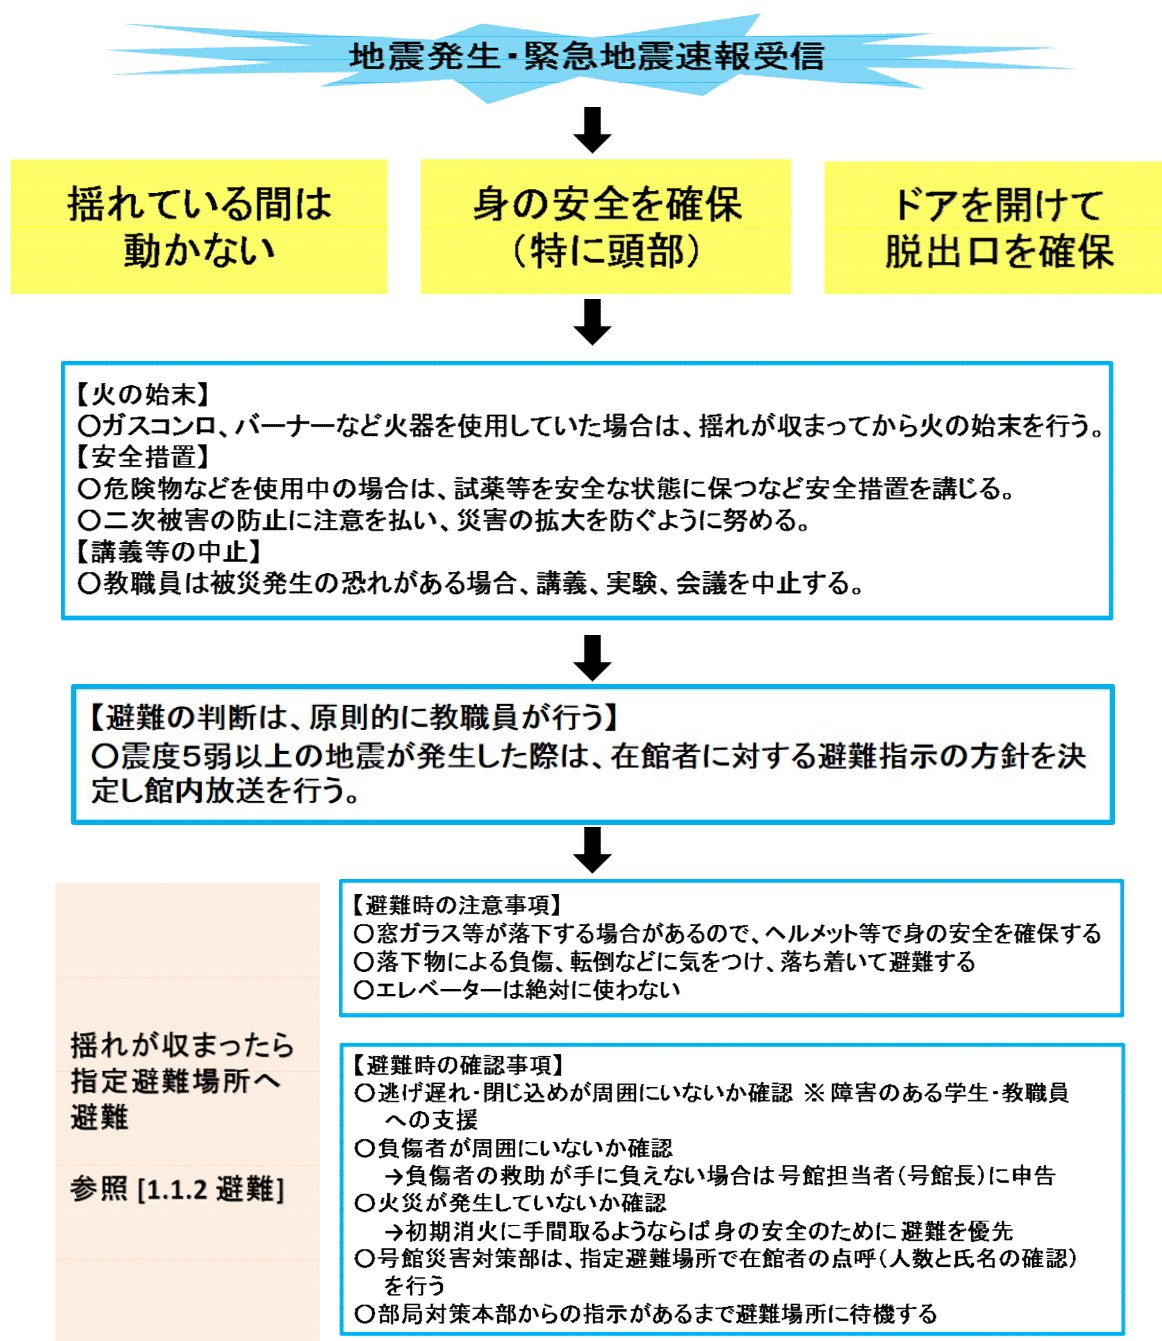 地震発生・緊急地震速報受信
揺れている間は
動かない
身の安全を確保
（特に頭部）
ドアを開けて
脱出口を確保
【火の始末】
〇ガスコンロ、バーナーなど火器を使用していた場合は、揺れが収まってから火の始末を行う。
【安全措置】
〇危険物などを使用中の場合は、試薬等を安全な状態に保つなど安全措置を講じる。
〇二次被害の防止に注意を払い、災害の拡大を防ぐように努める。
【講義等の中止】
〇教職員は被災発生の恐れがある場合、講義、実験、会議を中止する。
【避難の判断は、原則的に教職員が行う】
〇震度５弱以上の地震が発生した際は、在館者に対する避難指示の方針を決
定し館内放送を行う。
揺れが収まったら
指定避難場所へ
避難
参照 [1.1.2 避難]
【避難時の注意事項】
〇窓ガラス等が落下する場合があるので、ヘルメット等で身の安全を確保する
〇落下物による負傷、転倒などに気をつけ、落ち着いて避難する
〇エレベーターは絶対に使わない
【避難時の確認事項】
〇逃げ遅れ・閉じ込めが周囲にいないか確認 ※障害のある学生・教職員
への支援
〇負傷者が周囲にいないか確認
→負傷者の救助が手に負えない場合は号館担当者（号館長）に申告
〇火災が発生していないか確認
→初期消火に手間取るようならば身の安全のために避難を優先
〇号館災害対策部は、指定避難場所で在館者の点呼（人数と氏名の確認）
を行う
〇部局対策本部からの指示があるまで避難場所に待機する